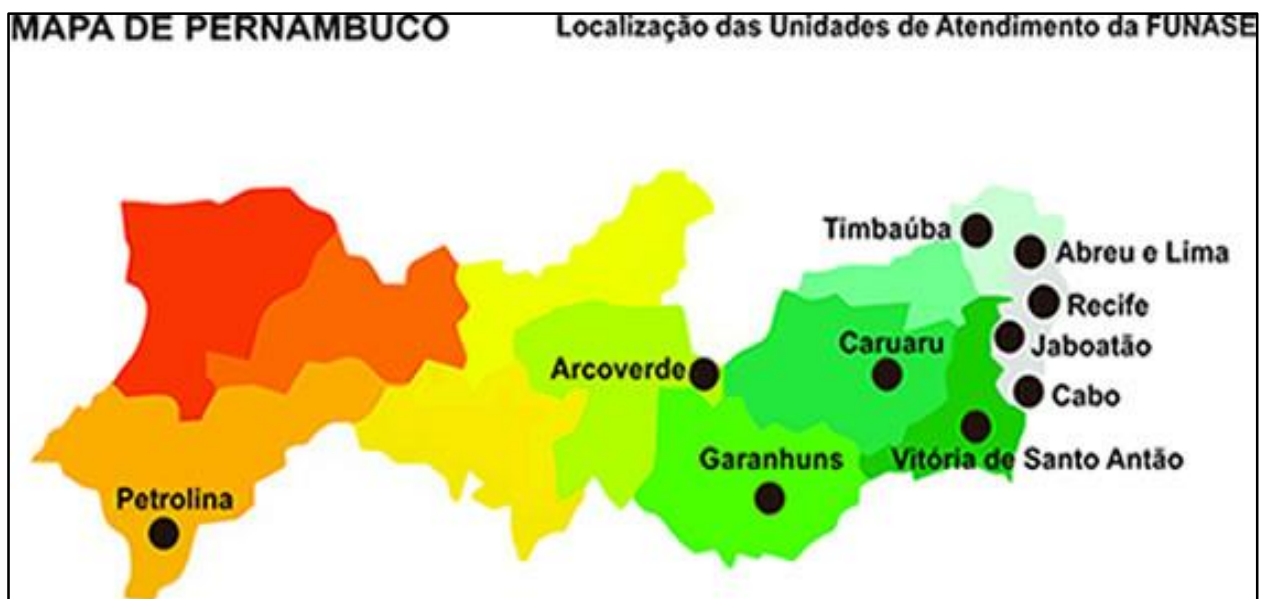 MAPA DE PERNAMBUCO
Localização das Unidades de Atendimento da FUNASE
Timbaúba
Abreu e Lima
Recife
Caruaru
Jaboatão
Arcoverde
Cabo
Garanhuns
Vitória de Santo Antão
Petrolina